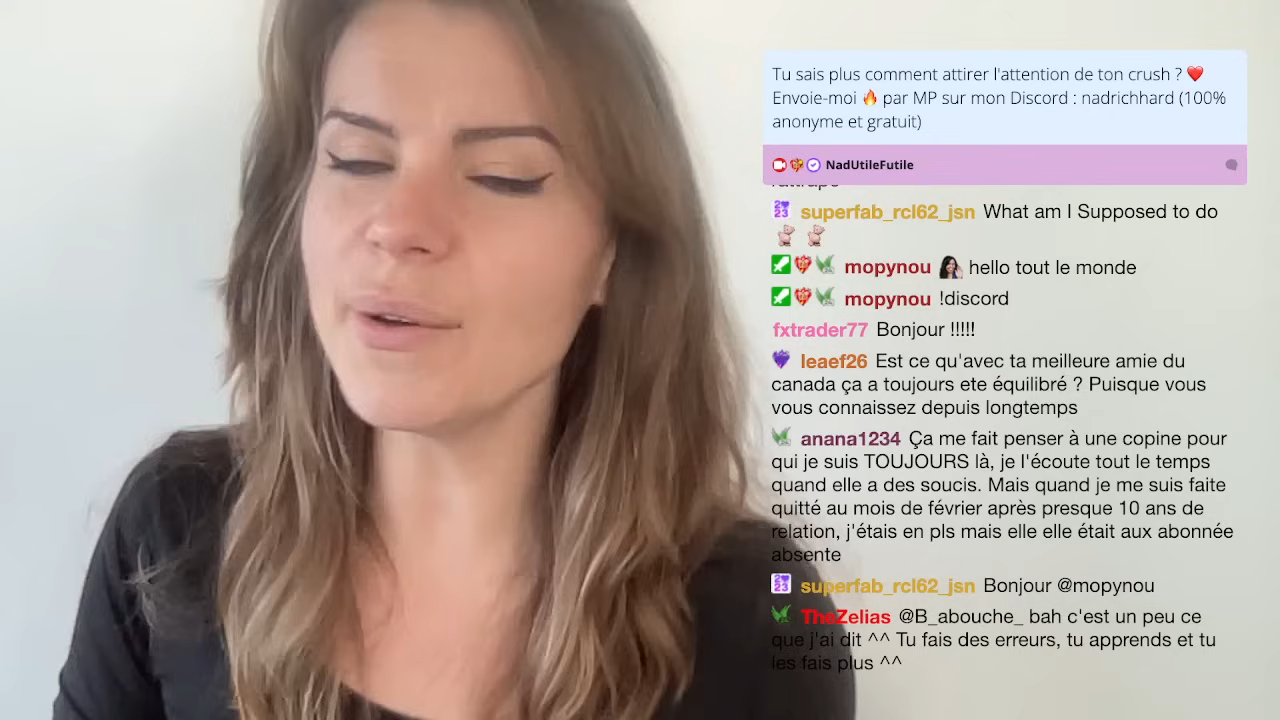 Tu sais plus comment attirer l'attention de ton crush ? ❤️
Envoie-moi 🔥 par MP sur mon Discord : nadrichhard (100%
anonyme et gratuit)
NadUtileFutile
superfab_rcl62_jsn What am I Supposed to do
mopynou hello tout le monde
mopynou !discord
fxtrader77 Bonjour !!!!!
leaef26 Est ce qu'avec ta meilleure amie du
canada ça a toujours ete équilibré ? Puisque vous
vous connaissez depuis longtemps
anana1234 Ça me fait penser à une copine pour
qui je suis TOUJOURS là, je l'écoute tout le temps
quand elle a des soucis. Mais quand je me suis faite
quitté au mois de février après presque 10 ans de
relation, j'étais en pls mais elle elle était aux abonnée
absente
superfab_rcl62_jsn Bonjour @mopynou
TheZelias @B_abouche_ bah c'est un peu ce
que j'ai dit ^^ Tu fais des erreurs, tu apprends et tu
les fais plus ^^